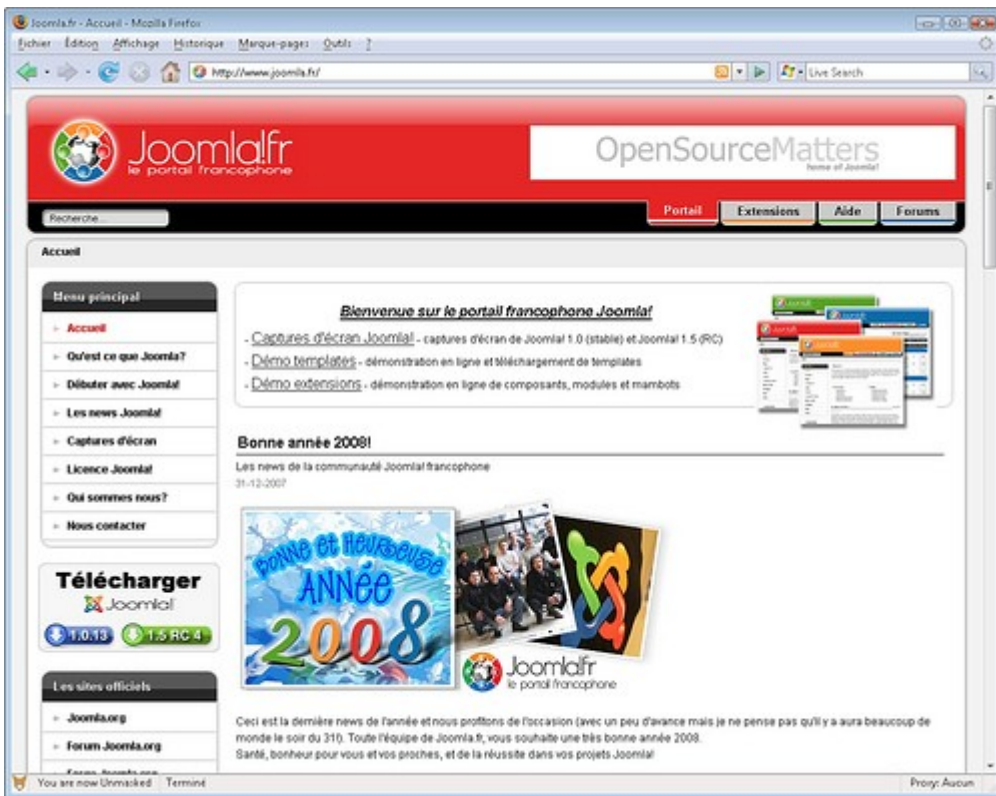 Joomla.fr - Accueil - Mozilla Firefox
Fichier Édition Affichage Historique Marque-pages Outils ?
http://www.joomla.fr/
Live Search
Joomla!fr
le portail francophone
OpenSourceMatters
home of Joomla!
Recherche...
Portail Extensions Aide Forums
Accueil
Menu principal
Accueil
Qu'est ce que Joomla?
Débuter avec Joomla!
Les news Joomla!
Captures d'écran
Licence Joomla!
Qui sommes nous?
Nous contacter
Télécharger
Joomla!
1.0.13 1.5 RC 4
Les sites officiels
Joomla.org
Forum Joomla.org
Bienvenue sur le portail francophone Joomla!
- Captures d'écran Joomla! - captures d'écran de Joomla! 1.0 (stable) et Joomla! 1.5 (RC)
- Démo templates - démonstration en ligne et téléchargement de templates
- Démo extensions - démonstration en ligne de composants, modules et mambots
Bonne année 2008!
Les news de la communauté Joomla! francophone
31-12-2007
BONNE et HEUREUSE
ANNÉE
2008
Joomla!fr
le portail francophone
Ceci est la dernière news de l'année et nous profitons de l'occasion (avec un peu d'avance mais je ne pense pas qu'il y aura beaucoup de
monde le soir du 31!). Toute l'équipe de Joomla.fr, vous souhaite une très bonne année 2008.
Santé, bonheur pour vous et vos proches, et de la réussite dans vos projets Joomla!
You are now Unmasked Terminé
Proxy: Aucun